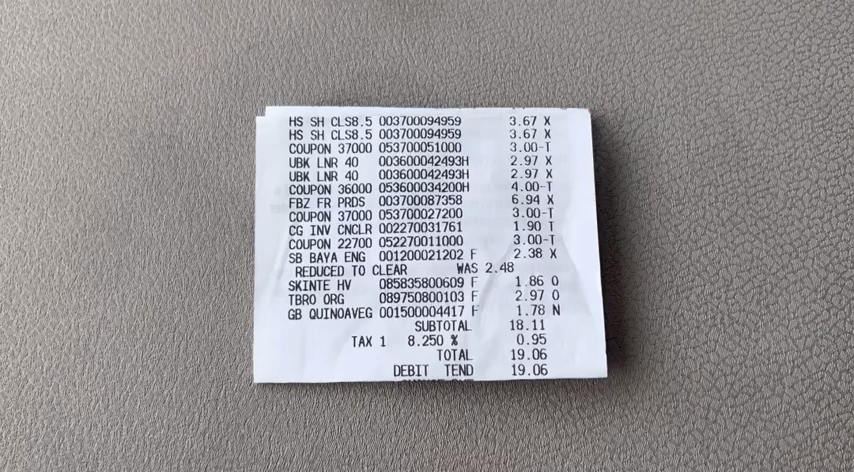 HS SH CLS8.5 003700094959 3.67 X
HS SH CLS8.5 003700094959 3.67 X
COUPON 37000 053700051000 3.00-T
UBK LNR 40 003600042493H 2.97 X
UBK LNR 40 003600042493H 2.97 X
COUPON 36000 053600034200H 4.00-T
FBZ FR PRDS 003700087358 6.94 X
COUPON 37000 053700027200 3.00-T
CG INV CNCLR 002270031761 1.90 T
COUPON 22700 052270011000 3.00-T
SB BAYA ENG 001200021202 F 2.38 X
REDUCED TO CLEAR WAS 2.48
SKINTE HV 085835800609 F 1.86 O
TBRO ORG 089750800103 F 2.97 O
GB QUINOAVEG 001500004417 F 1.78 N
SUBTOTAL 18.11
TAX 1 8.250 % 0.95
TOTAL 19.06
DEBIT TEND 19.06